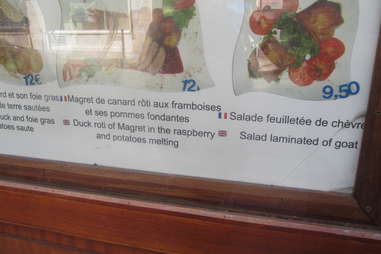 12€
12,
9,50
rd et son foie gras
de terre sautées
uck and foie gras
atoes saute
Magret de canard rôti aux framboises
et ses pommes fondantes
Duck roti of Magret in the raspberry
and potatoes melting
Salade feuilletée de chèvre
Salad laminated of goat